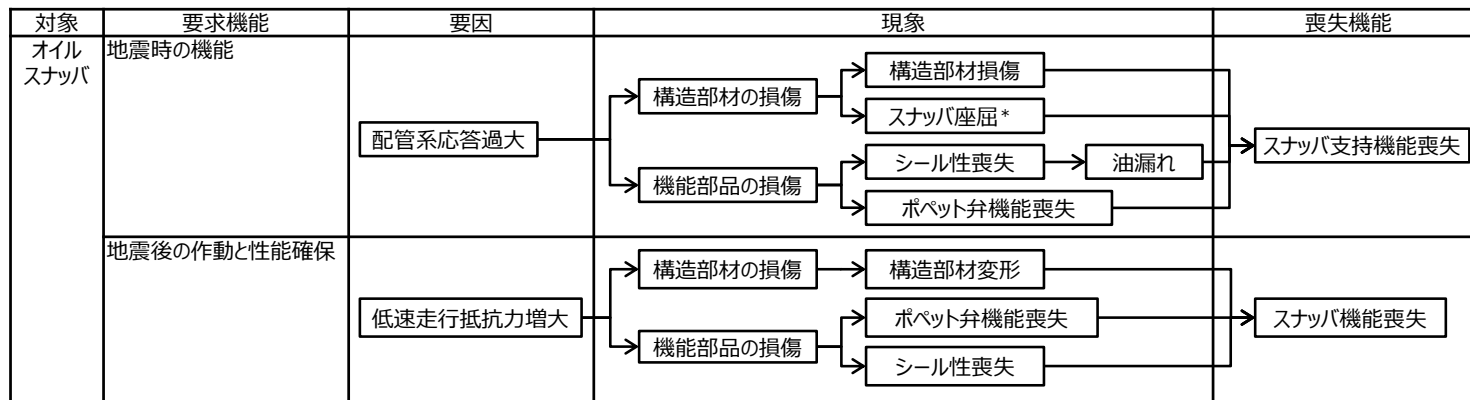 対象
要求機能
要因
現象
喪失機能
オイル
スナッバ
地震時の機能
配管系応答過大
構造部材の損傷
構造部材損傷
スナッバ座屈*
機能部品の損傷
シール性喪失
油漏れ
ポペット弁機能喪失
スナッバ支持機能喪失
地震後の作動と性能確保
低速走行抵抗力増大
構造部材の損傷
構造部材変形
機能部品の損傷
ポペット弁機能喪失
シール性喪失
スナッバ機能喪失